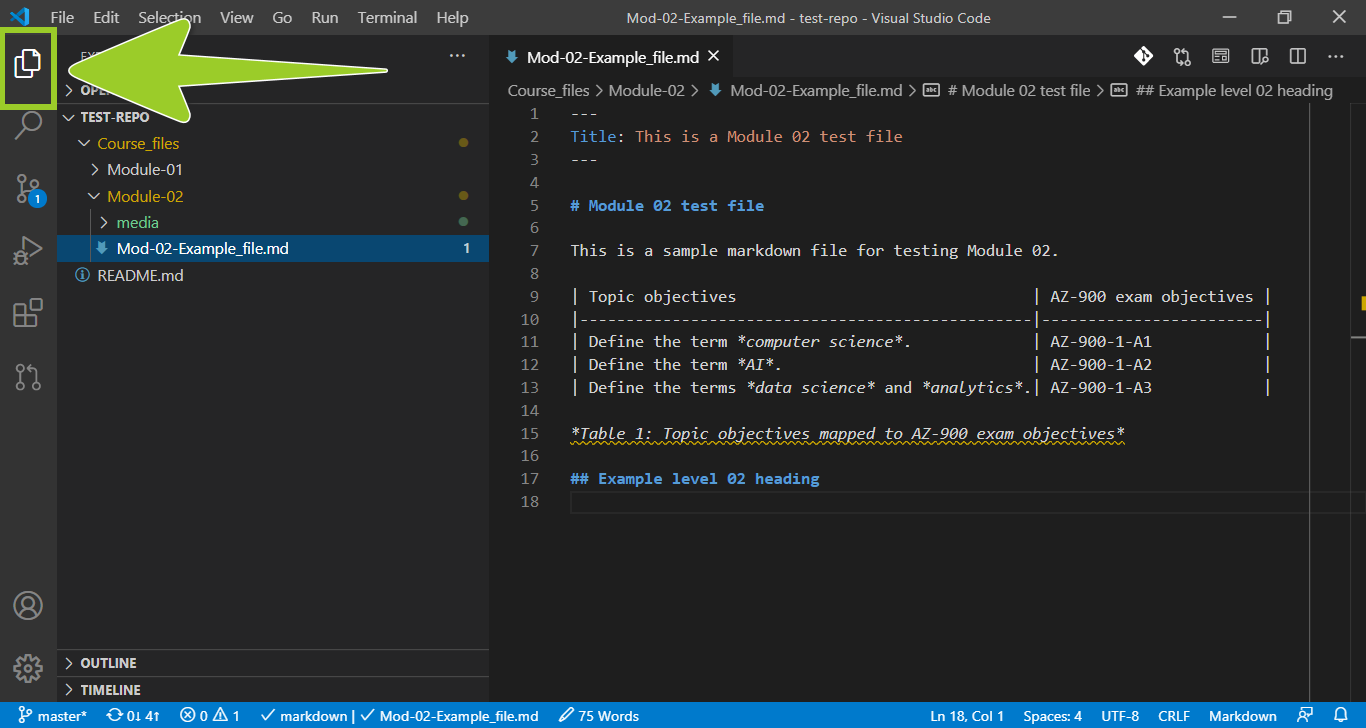 File Edit Selection View Go Run Terminal Help
Mod-02-Example_file.md - test-repo - Visual Studio Code
TEST-REPO
Course_files
Module-01
Module-02
media
Mod-02-Example_file.md 1
README.md
OUTLINE
TIMELINE
1
Mod-02-Example_file.md
Course_files > Module-02 > Mod-02-Example_file.md > # Module 02 test file > ## Example level 02 heading
1 ---
2 Title: This is a Module 02 test file
3 ---
4
5 # Module 02 test file
6
7 This is a sample markdown file for testing Module 02.
8
9 | Topic objectives | AZ-900 exam objectives |
10 |-------------------------------------------------|------------------------|
11 | Define the term *computer science*. | AZ-900-1-A1 |
12 | Define the term *AI*. | AZ-900-1-A2 |
13 | Define the terms *data science* and *analytics*.| AZ-900-1-A3 |
14
15 *Table 1: Topic objectives mapped to AZ-900 exam objectives*
16
17 ## Example level 02 heading
18
master* 0↓ 4↑ 0 1 markdown | Mod-02-Example_file.md 75 Words Ln 18, Col 1 Spaces: 4 UTF-8 CRLF Markdown